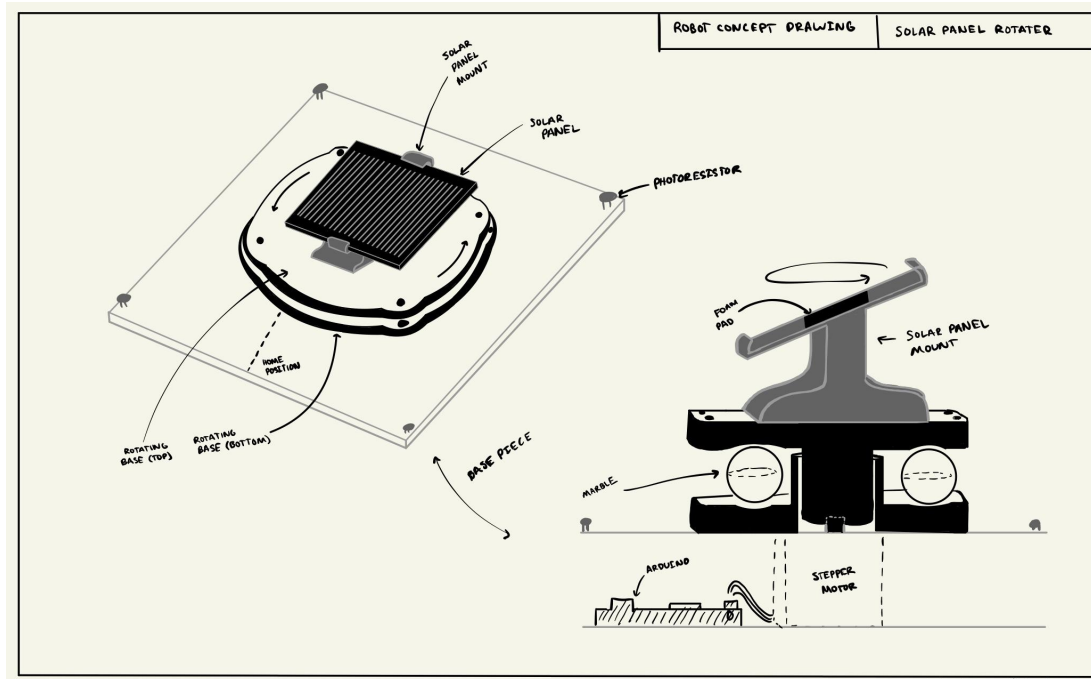 ROBOT CONCEPT DRAWING
SOLAR PANEL ROTATER
SOLAR
PANEL
MOUNT
SOLAR
PANEL
PHOTORESISTOR
HOME
POSITION
ROTATING
BASE (TOP)
ROTATING
BASE (BOTTOM)
BASE PIECE
FOAM
PAD
SOLAR PANEL
MOUNT
MARBLE
ARDUINO
STEPPER
MOTOR